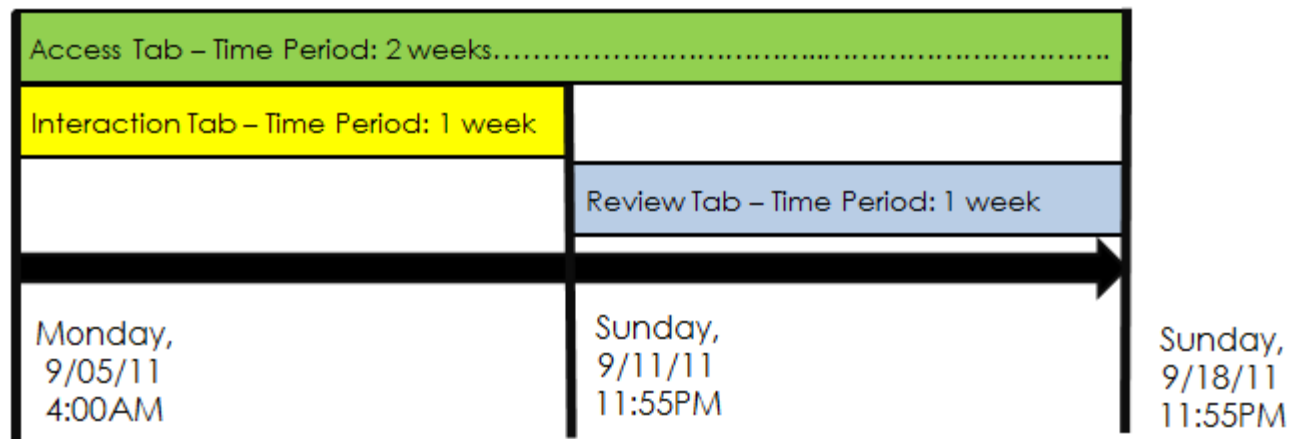 Access Tab – Time Period: 2 weeks……………………………...…………………………….
Interaction Tab – Time Period: 1 week
Review Tab – Time Period: 1 week
Monday,
9/05/11
4:00AM
Sunday,
9/11/11
11:55PM
Sunday,
9/18/11
11:55PM